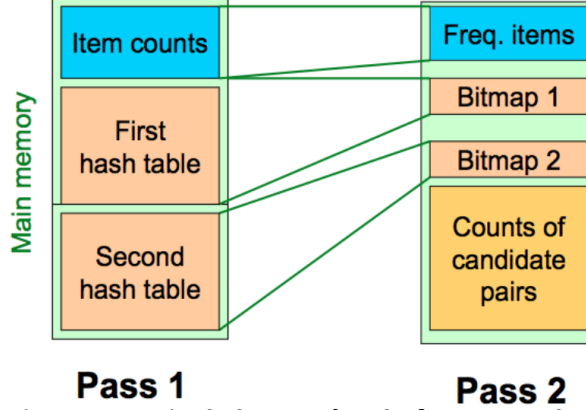 Main memory
Item counts
First
hash table
Second
hash table
Pass 1
Freq. items
Bitmap 1
Bitmap 2
Counts of
candidate
pairs
Pass 2